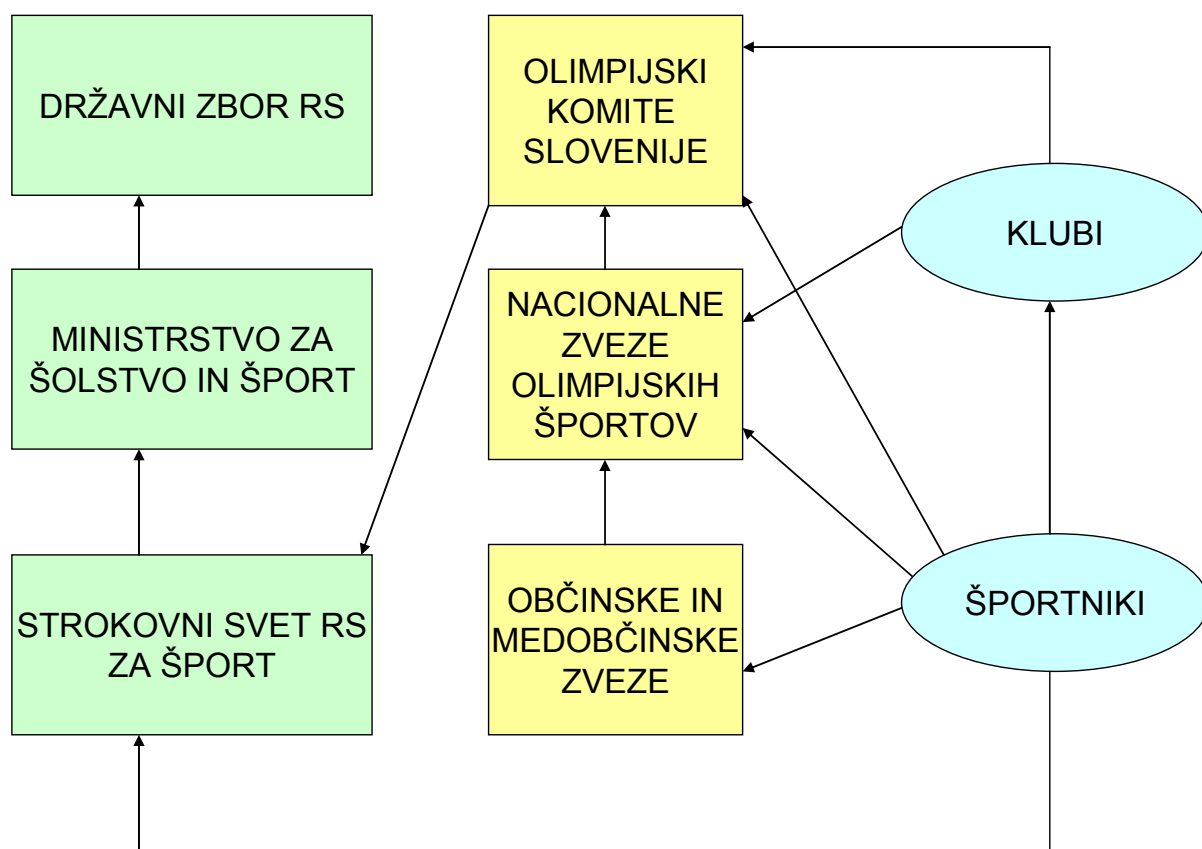 DRŽAVNI ZBOR RS
MINISTRSTVO ZA
ŠOLSTVO IN ŠPORT
STROKOVNI SVET RS
ZA ŠPORT
OLIMPIJSKI
KOMITE
SLOVENIJE
NACIONALNE
ZVEZE
OLIMPIJSKIH
ŠPORTOV
OBČINSKE IN
MEDOBČINSKE
ZVEZE
KLUBI
ŠPORTNIKI